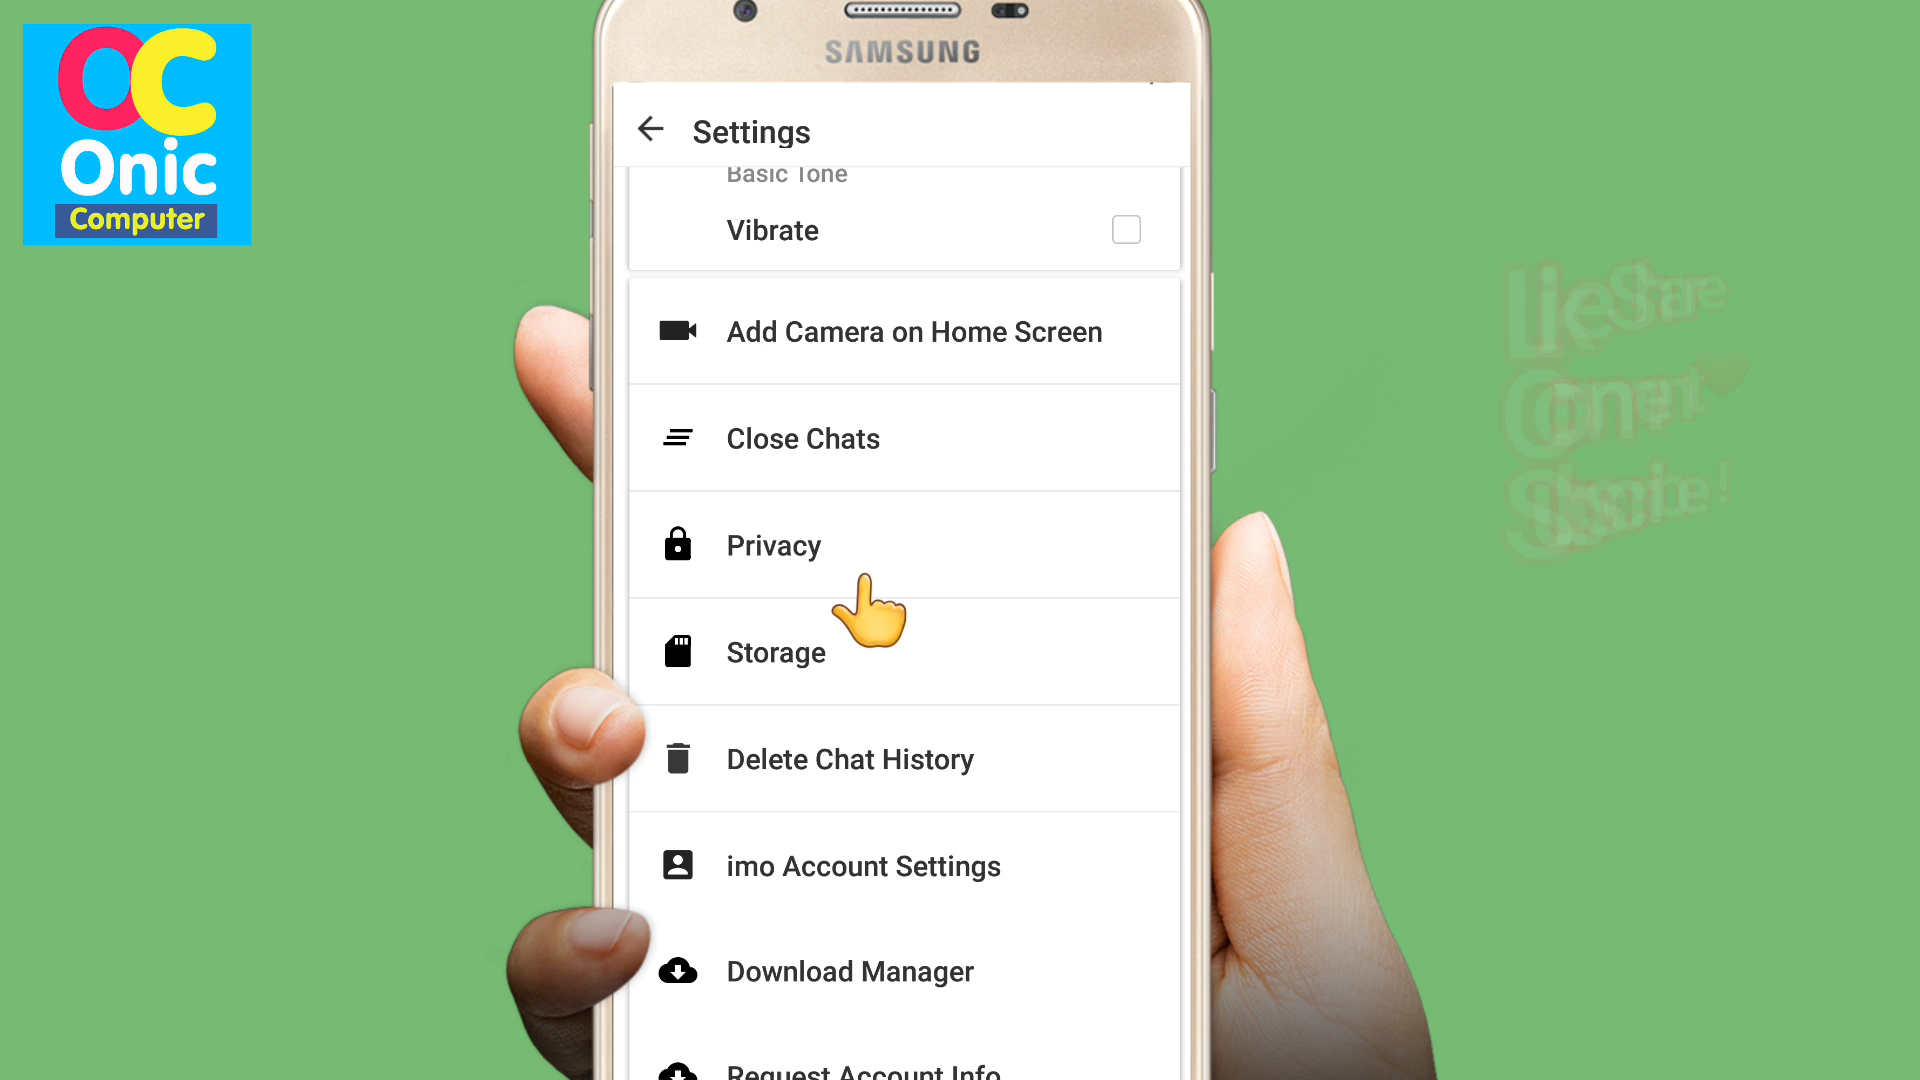 OC
Onic
Computer
SAMSUNG
Settings
Basic Tone
Vibrate
Add Camera on Home Screen
Close Chats
Privacy
Storage
Delete Chat History
imo Account Settings
Download Manager
Request Account Info